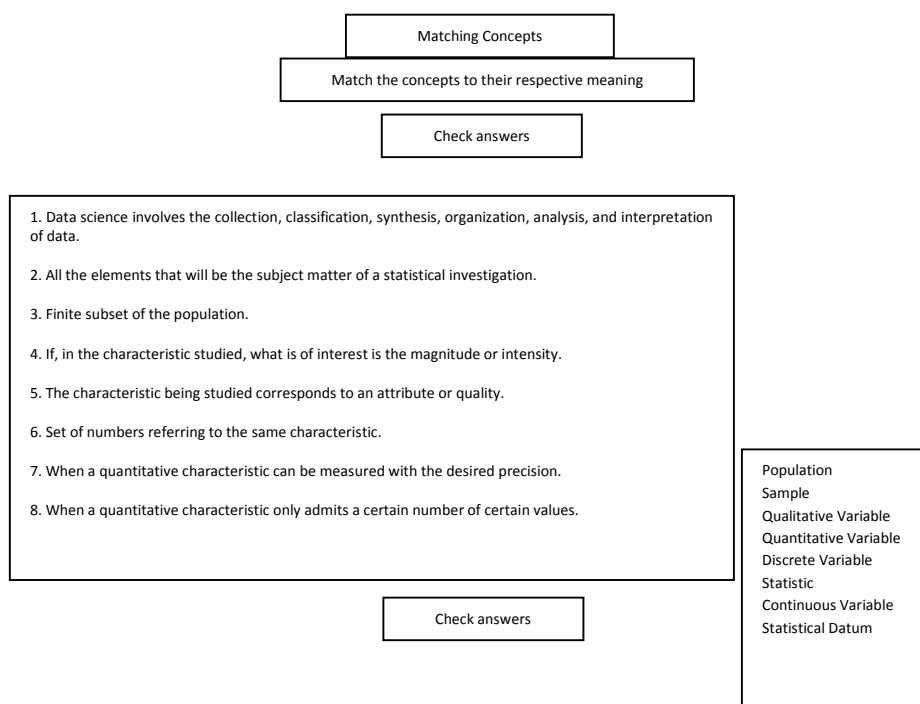 Matching Concepts
Match the concepts to their respective meaning
Check answers
1. Data science involves the collection, classification, synthesis, organization, analysis, and interpretation
of data.
2. All the elements that will be the subject matter of a statistical investigation.
3. Finite subset of the population.
4. If, in the characteristic studied, what is of interest is the magnitude or intensity.
5. The characteristic being studied corresponds to an attribute or quality.
6. Set of numbers referring to the same characteristic.
7. When a quantitative characteristic can be measured with the desired precision.
8. When a quantitative characteristic only admits a certain number of certain values.
Population
Sample
Qualitative Variable
Quantitative Variable
Discrete Variable
Statistic
Continuous Variable
Statistical Datum
Check answers